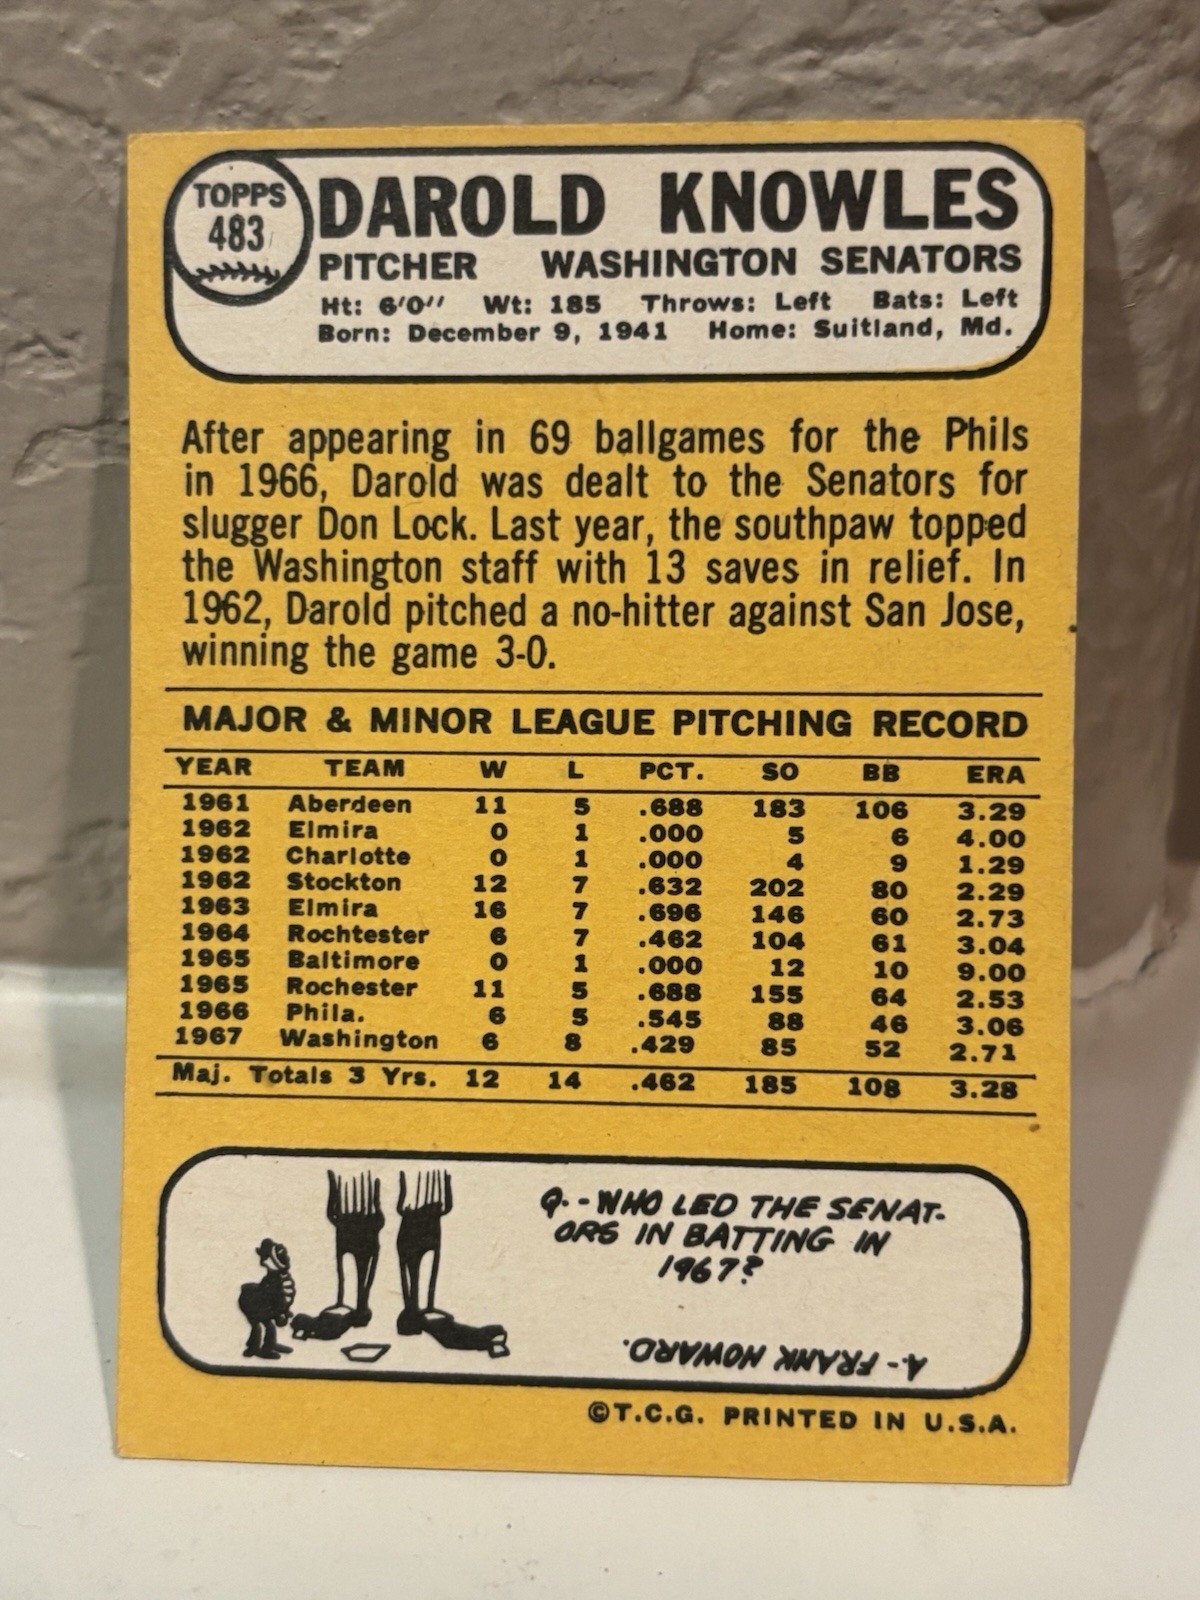 TOPPS
483
DAROLD KNOWLES
PITCHER WASHINGTON SENATORS
Ht: 6'0" Wt: 185 Throws: Left Bats: Left
Born: December 9, 1941 Home: Suitland, Md.
After appearing in 69 ballgames for the Phils
in 1966, Darold was dealt to the Senators for
slugger Don Lock. Last year, the southpaw topped
the Washington staff with 13 saves in relief. In
1962, Darold pitched a no-hitter against San Jose,
winning the game 3-0.
MAJOR & MINOR LEAGUE PITCHING RECORD
YEAR TEAM W L PCT. SO BB ERA
1961 Aberdeen 11 5 .688 183 106 3.29
1962 Elmira 0 1 .000 5 6 4.00
1962 Charlotte 0 1 .000 4 9 1.29
1962 Stockton 12 7 .632 202 80 2.29
1963 Elmira 16 7 .696 146 60 2.73
1964 Rochtester 6 7 .462 104 61 3.04
1965 Baltimore 0 1 .000 12 10 9.00
1965 Rochester 11 5 .688 155 64 2.53
1966 Phila. 6 5 .545 88 46 3.06
1967 Washington 6 8 .429 85 52 2.71
Maj. Totals 3 Yrs. 12 14 .462 185 108 3.28
Q.-WHO LED THE SENAT-
ORS IN BATTING IN
1967?
A-FRANK HOWARD.
©T.C.G. PRINTED IN U.S.A.